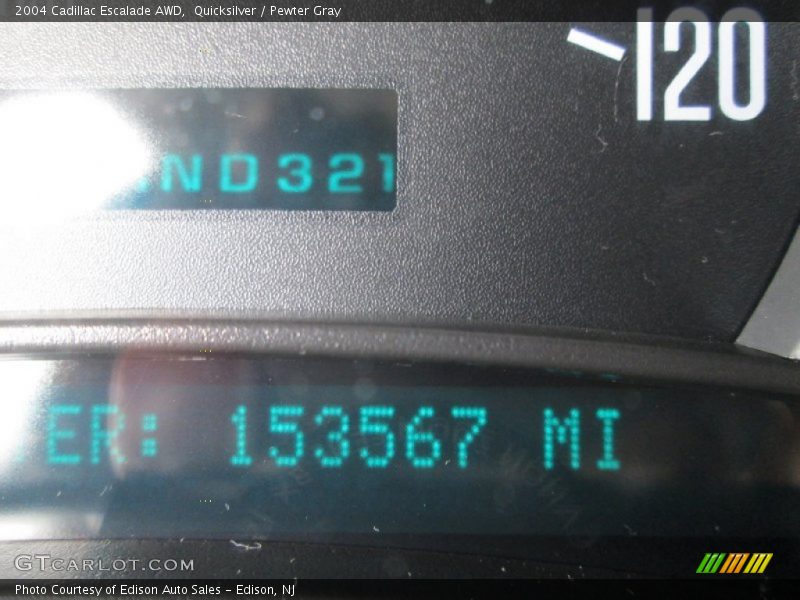 2004 Cadillac Escalade AWD, Quicksilver / Pewter Gray
120
ND321
ER: 153567 MI
GTCARLOT.COM
Photo Courtesy of Edison Auto Sales - Edison, NJ